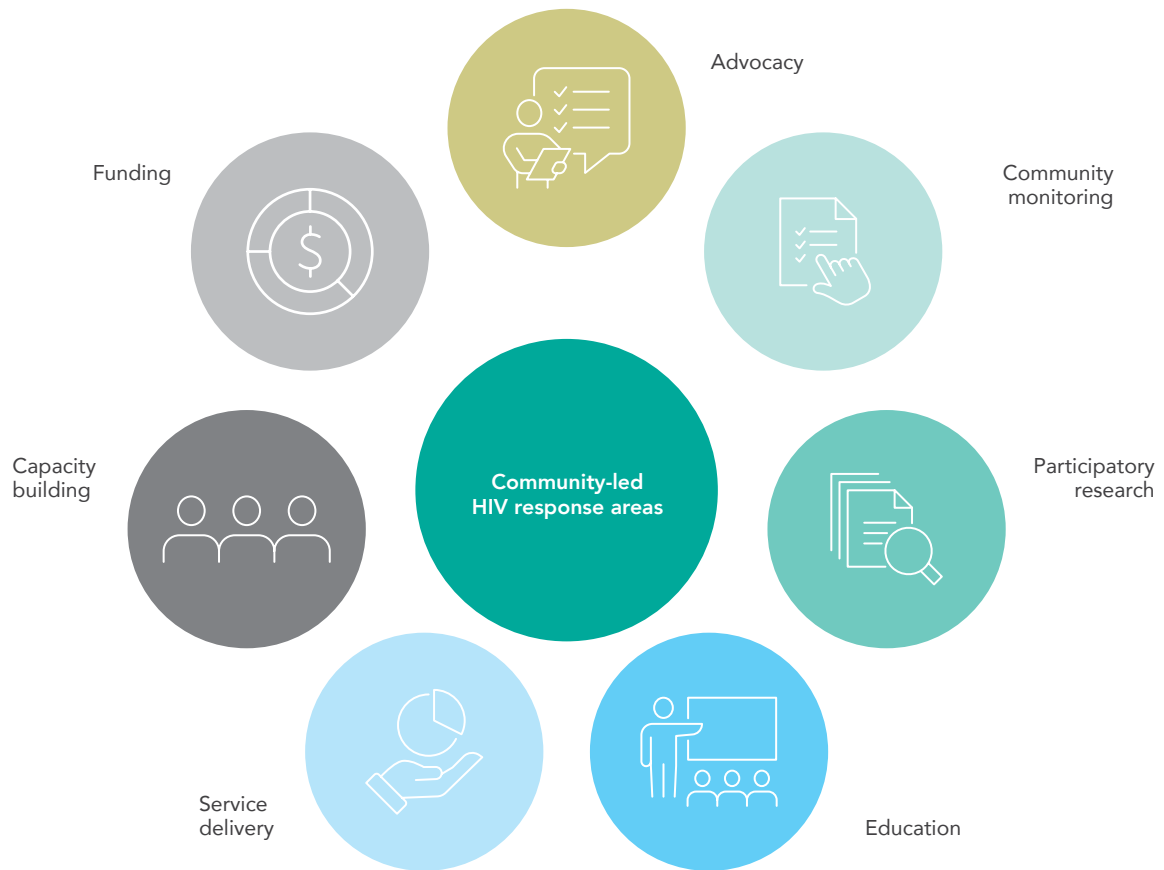 Advocacy
Funding
Community
monitoring
Capacity
building
Community-led
HIV response areas
Participatory
research
Service
delivery
Education